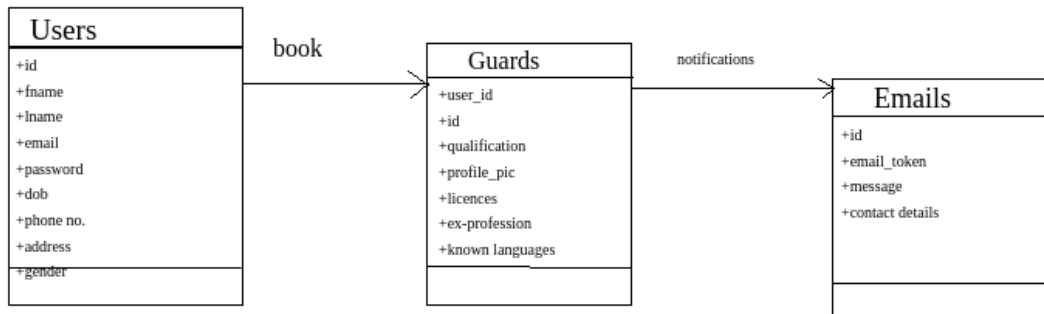 Users
+id
+fname
+lname
+email
+password
+dob
+phone no.
+address
+gender
book
Guards
+user_id
+id
+qualification
+profile_pic
+licences
+ex-profession
+known languages
notifications
Emails
+id
+email_token
+message
+contact details